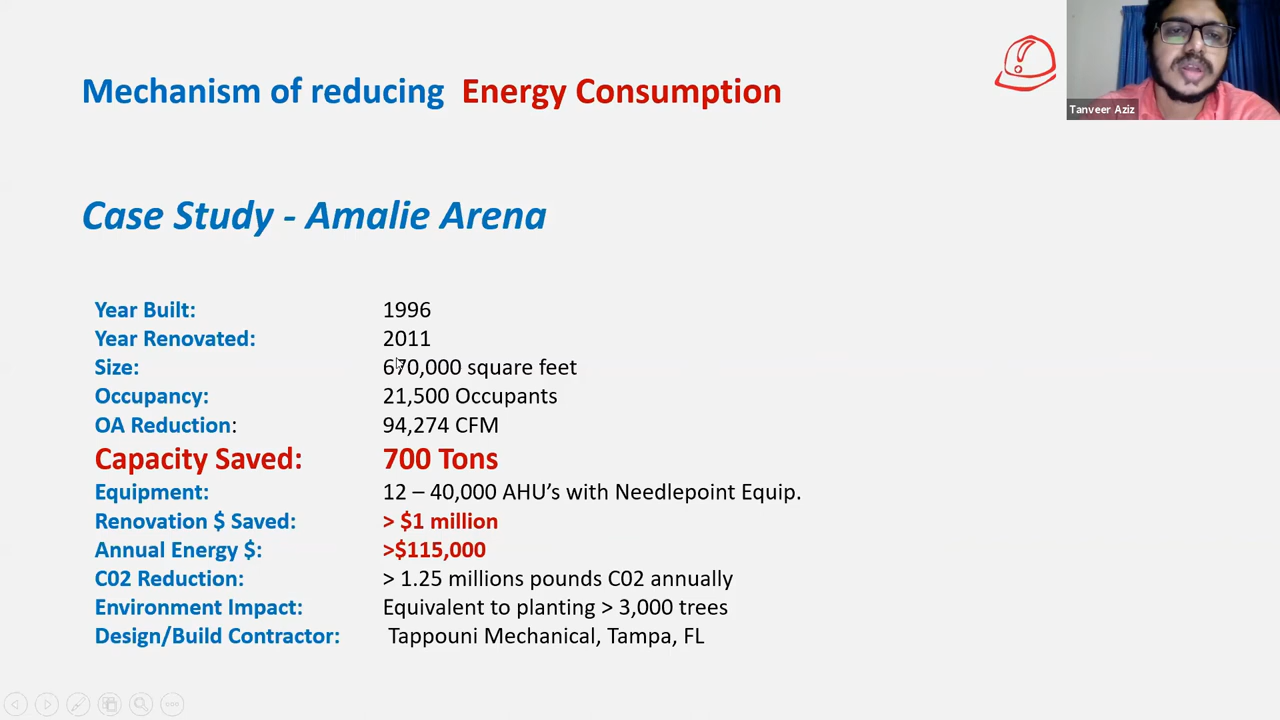 Mechanism of reducing Energy Consumption
Tanveer Aziz
Case Study - Amalie Arena
Year Built: 1996
Year Renovated: 2011
Size: 670,000 square feet
Occupancy: 21,500 Occupants
OA Reduction: 94,274 CFM
Capacity Saved: 700 Tons
Equipment: 12 – 40,000 AHU’s with Needlepoint Equip.
Renovation $ Saved: > $1 million
Annual Energy $: >$115,000
C02 Reduction: > 1.25 millions pounds C02 annually
Environment Impact: Equivalent to planting > 3,000 trees
Design/Build Contractor: Tappouni Mechanical, Tampa, FL